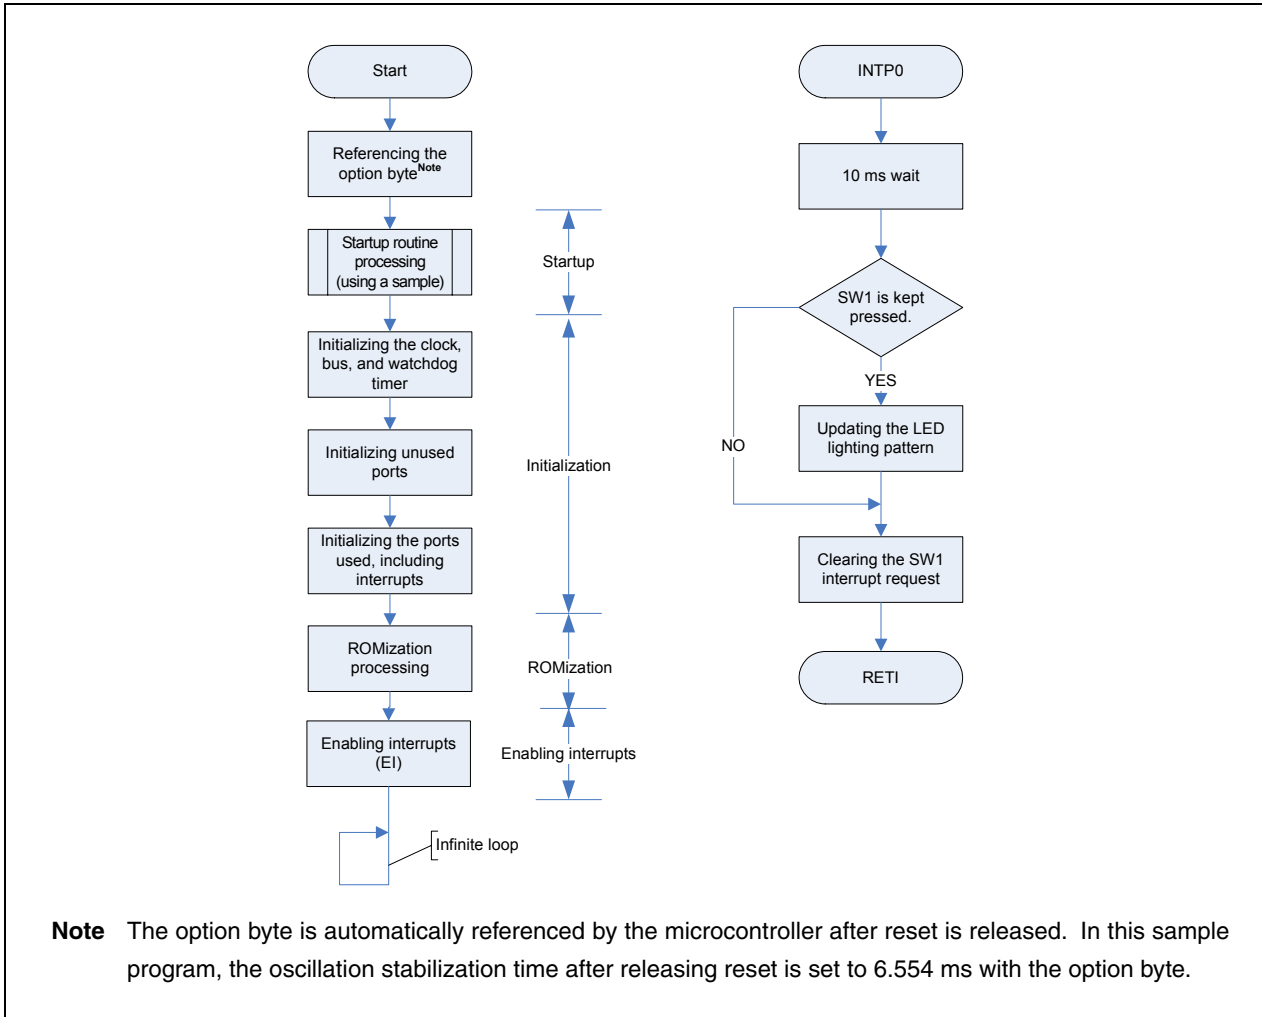 Start
Referencing the
option byteNote
Startup routine
processing
(using a sample)
Initializing the clock,
bus, and watchdog
timer
Initializing unused
ports
Initializing the ports
used, including
interrupts
ROMization
processing
Enabling interrupts
(EI)
Infinite loop
Startup
Initialization
ROMization
Enabling interrupts
INTP0
10 ms wait
SW1 is kept
pressed.
YES
NO
Updating the LED
lighting pattern
Clearing the SW1
interrupt request
RETI
Note The option byte is automatically referenced by the microcontroller after reset is released. In this sample
program, the oscillation stabilization time after releasing reset is set to 6.554 ms with the option byte.